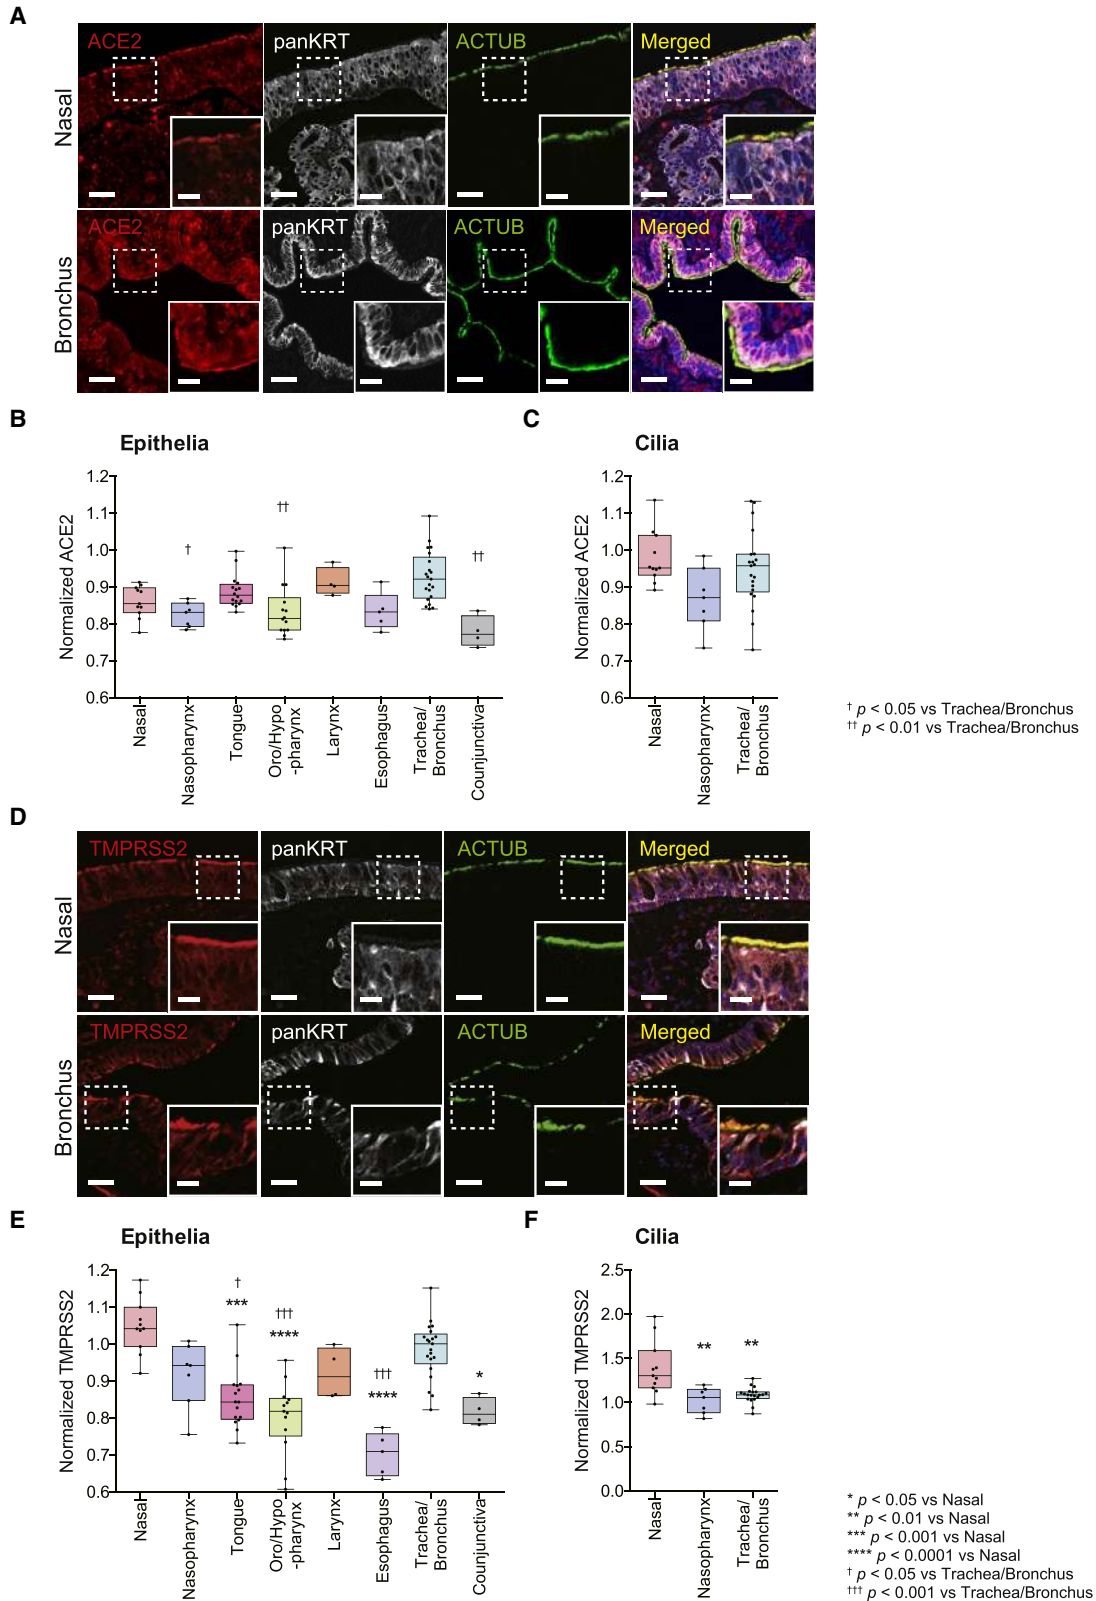 A
ACE2 panKRT ACTUB Merged
Nasal
ACE2 panKRT ACTUB Merged
Bronchus
B
Epithelia
Normalized ACE2
1.2
1.1
1.0
0.9
0.8
0.7
0.6
†
††
††
Nasal
Nasopharynx
Tongue
Oro/Hypo
-pharynx
Larynx
Esophagus
Trachea/
Bronchus
Counjunctiva
C
Cilia
Normalized ACE2
1.2
1.1
1.0
0.9
0.8
0.7
0.6
Nasal
Nasopharynx
Trachea/
Bronchus
† p < 0.05 vs Trachea/Bronchus
†† p < 0.01 vs Trachea/Bronchus
D
TMPRSS2 panKRT ACTUB Merged
Nasal
TMPRSS2 panKRT ACTUB Merged
Bronchus
E
Epithelia
Normalized TMPRSS2
1.2
1.1
1.0
0.9
0.8
0.7
0.6
†
***
†††
****
†††
****
*
Nasal
Nasopharynx
Tongue
Oro/Hypo
-pharynx
Larynx
Esophagus
Trachea/
Bronchus
Counjunctiva
F
Cilia
Normalized TMPRSS2
2.5
2.0
1.5
1.0
0.5
0.0
**
**
Nasal
Nasopharynx
Trachea/
Bronchus
* p < 0.05 vs Nasal
** p < 0.01 vs Nasal
*** p < 0.001 vs Nasal
**** p < 0.0001 vs Nasal
† p < 0.05 vs Trachea/Bronchus
††† p < 0.001 vs Trachea/Bronchus